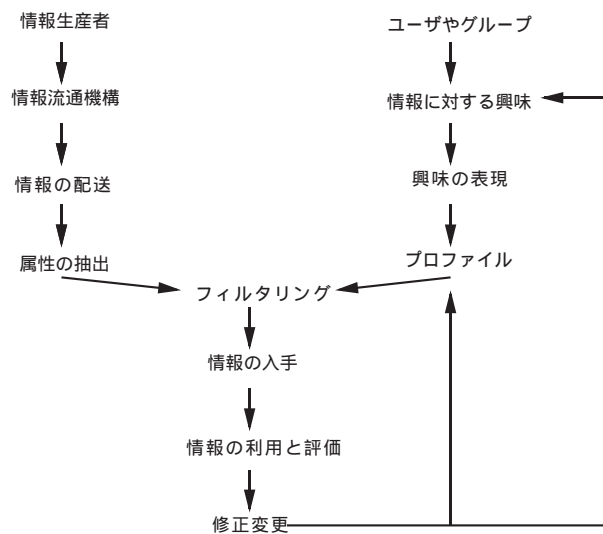 情報生産者
情報流通機構
情報の配送
属性の抽出
ユーザやグループ
情報に対する興味
興味の表現
プロファイル
フィルタリング
情報の入手
情報の利用と評価
修正変更